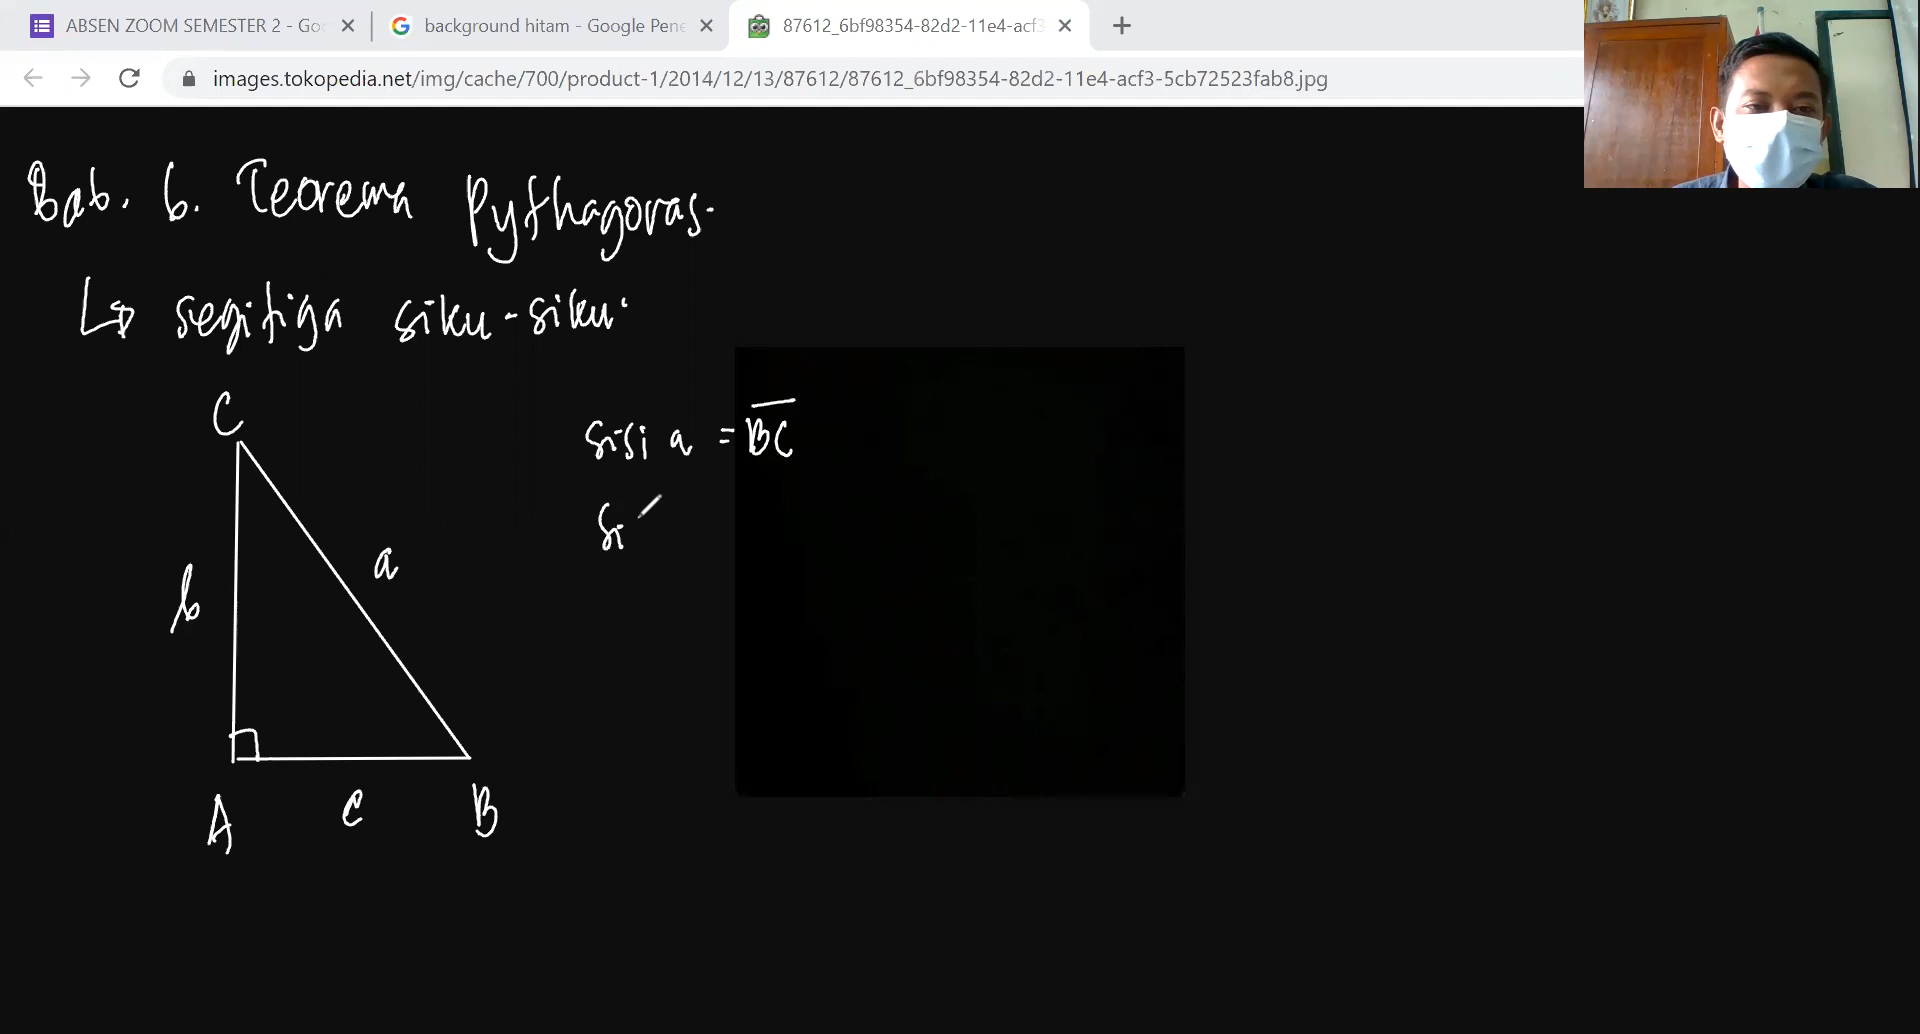 ABSEN ZOOM SEMESTER 2 - Goo
background hitam - Google Pene
87612_6bf98354-82d2-11e4-acf3
images.tokopedia.net/img/cache/700/product-1/2014/12/13/87612/87612_6bf98354-82d2-11e4-acf3-5cb72523fab8.jpg
Bab. 6. Teorema Pythagoras.
↳ segitiga siku-siku.
C
sisi a = BC
si
b
a
A
c
B